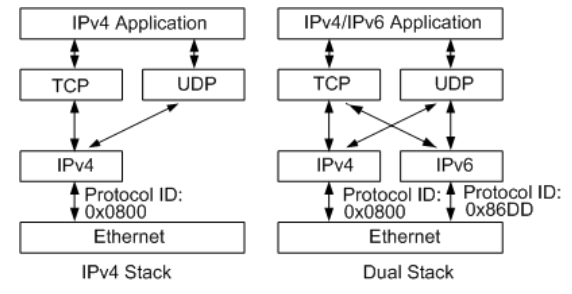 IPv4 Application
TCP
UDP
IPv4
Protocol ID:
0x0800
Ethernet
IPv4 Stack
IPv4/IPv6 Application
TCP
UDP
IPv4
IPv6
Protocol ID:
0x0800
Protocol ID:
0x86DD
Ethernet
Dual Stack